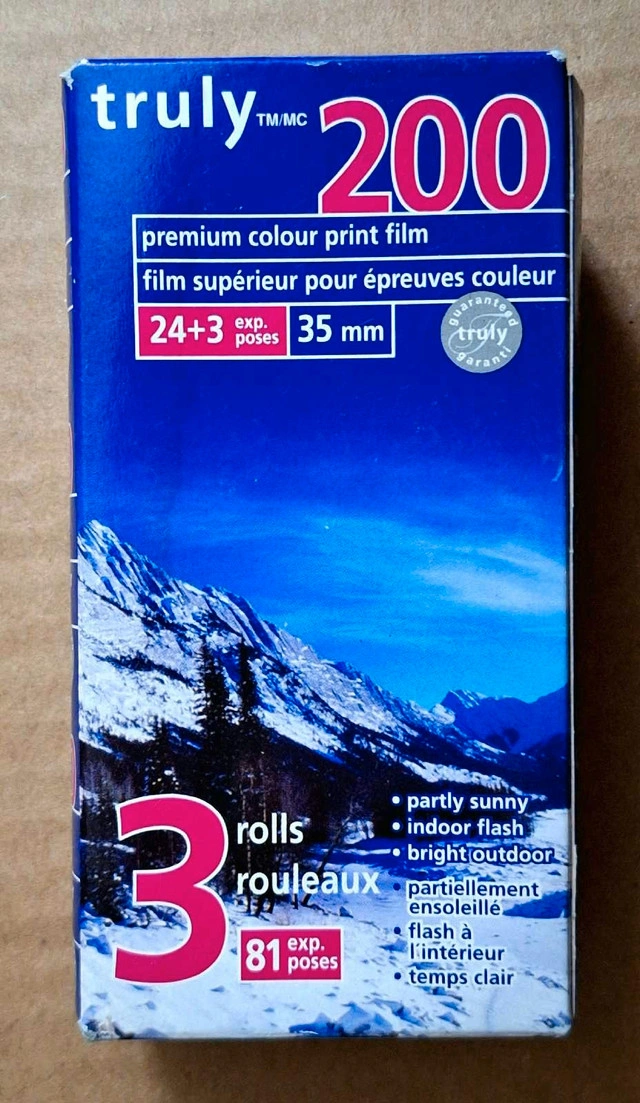 truly TM/MC
200
premium colour print film
film supérieur pour épreuves couleur
24+3 exp. poses 35 mm
guaranteed
truly
garanti
3 rolls
rouleaux
81 exp. poses
• partly sunny
• indoor flash
• bright outdoor
• partiellement
ensoleillé
• flash à
l'intérieur
• temps clair